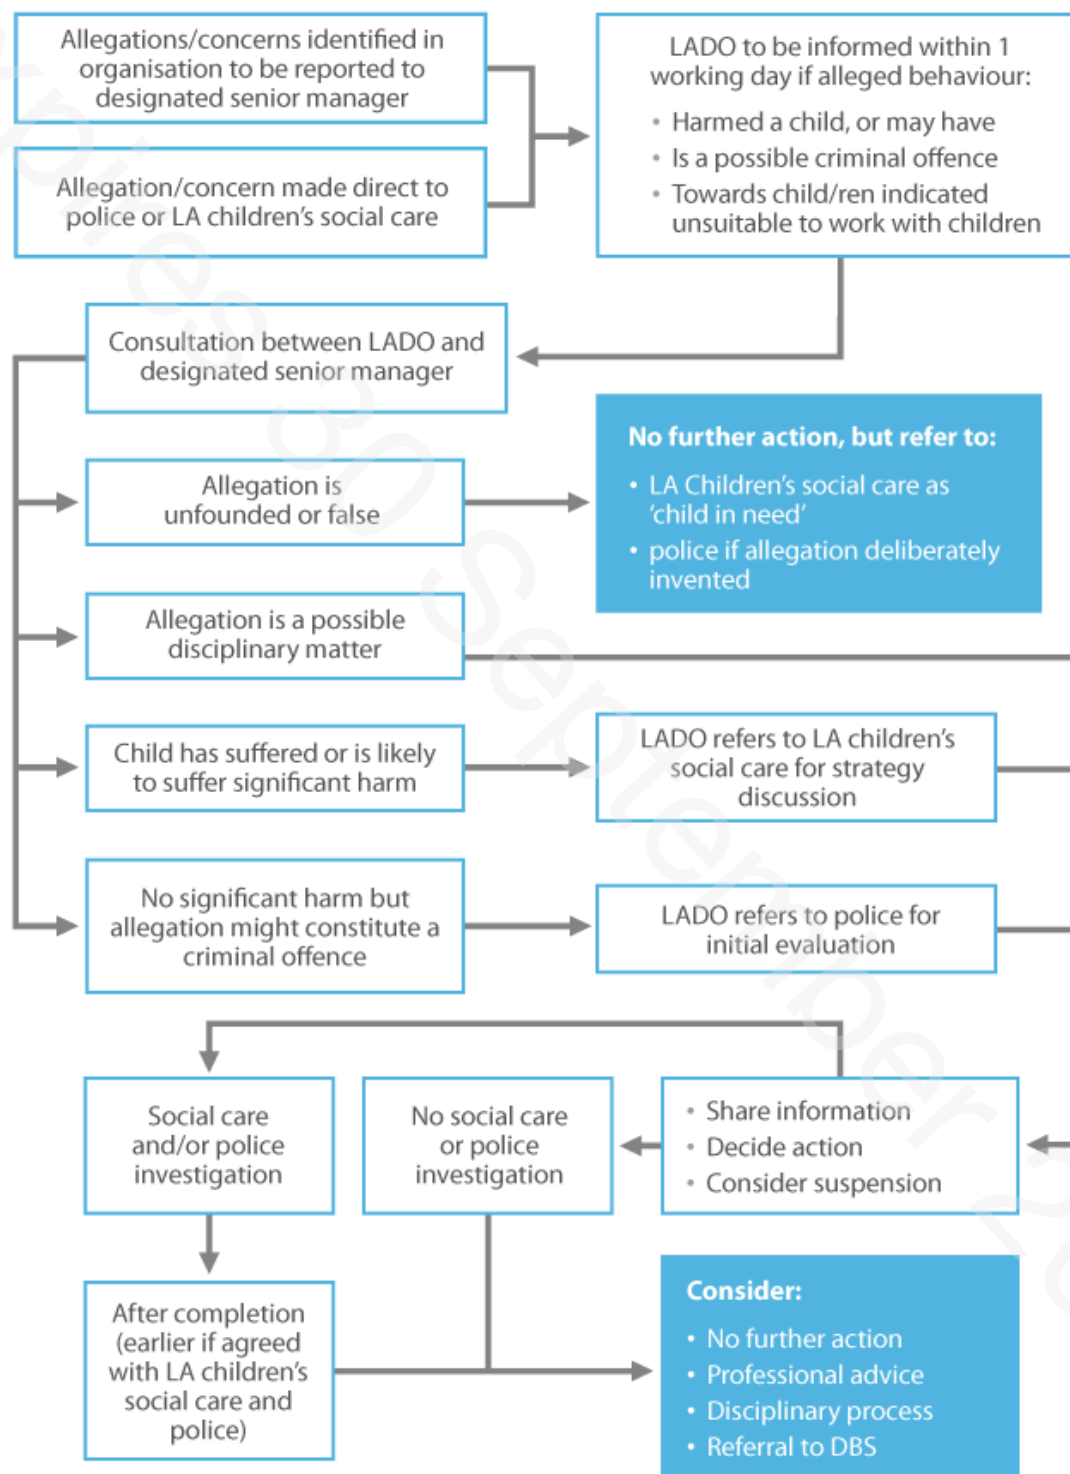 Allegations/concerns identified in
organisation to be reported to
designated senior manager
Allegation/concern made direct to
police or LA children's social care
LADO to be informed within 1
working day if alleged behaviour:
• Harmed a child, or may have
• Is a possible criminal offence
• Towards child/ren indicated
unsuitable to work with children
Consultation between LADO and
designated senior manager
Allegation is
unfounded or false
No further action, but refer to:
• LA Children's social care as
‘child in need’
• police if allegation deliberately
invented
Allegation is a possible
disciplinary matter
Child has suffered or is likely
to suffer significant harm
LADO refers to LA children's
social care for strategy
discussion
No significant harm but
allegation might constitute a
criminal offence
LADO refers to police for
initial evaluation
Social care
and/or police
investigation
No social care
or police
investigation
• Share information
• Decide action
• Consider suspension
After completion
(earlier if agreed
with LA children's
social care and
police)
Consider:
• No further action
• Professional advice
• Disciplinary process
• Referral to DBS
expires 30 September